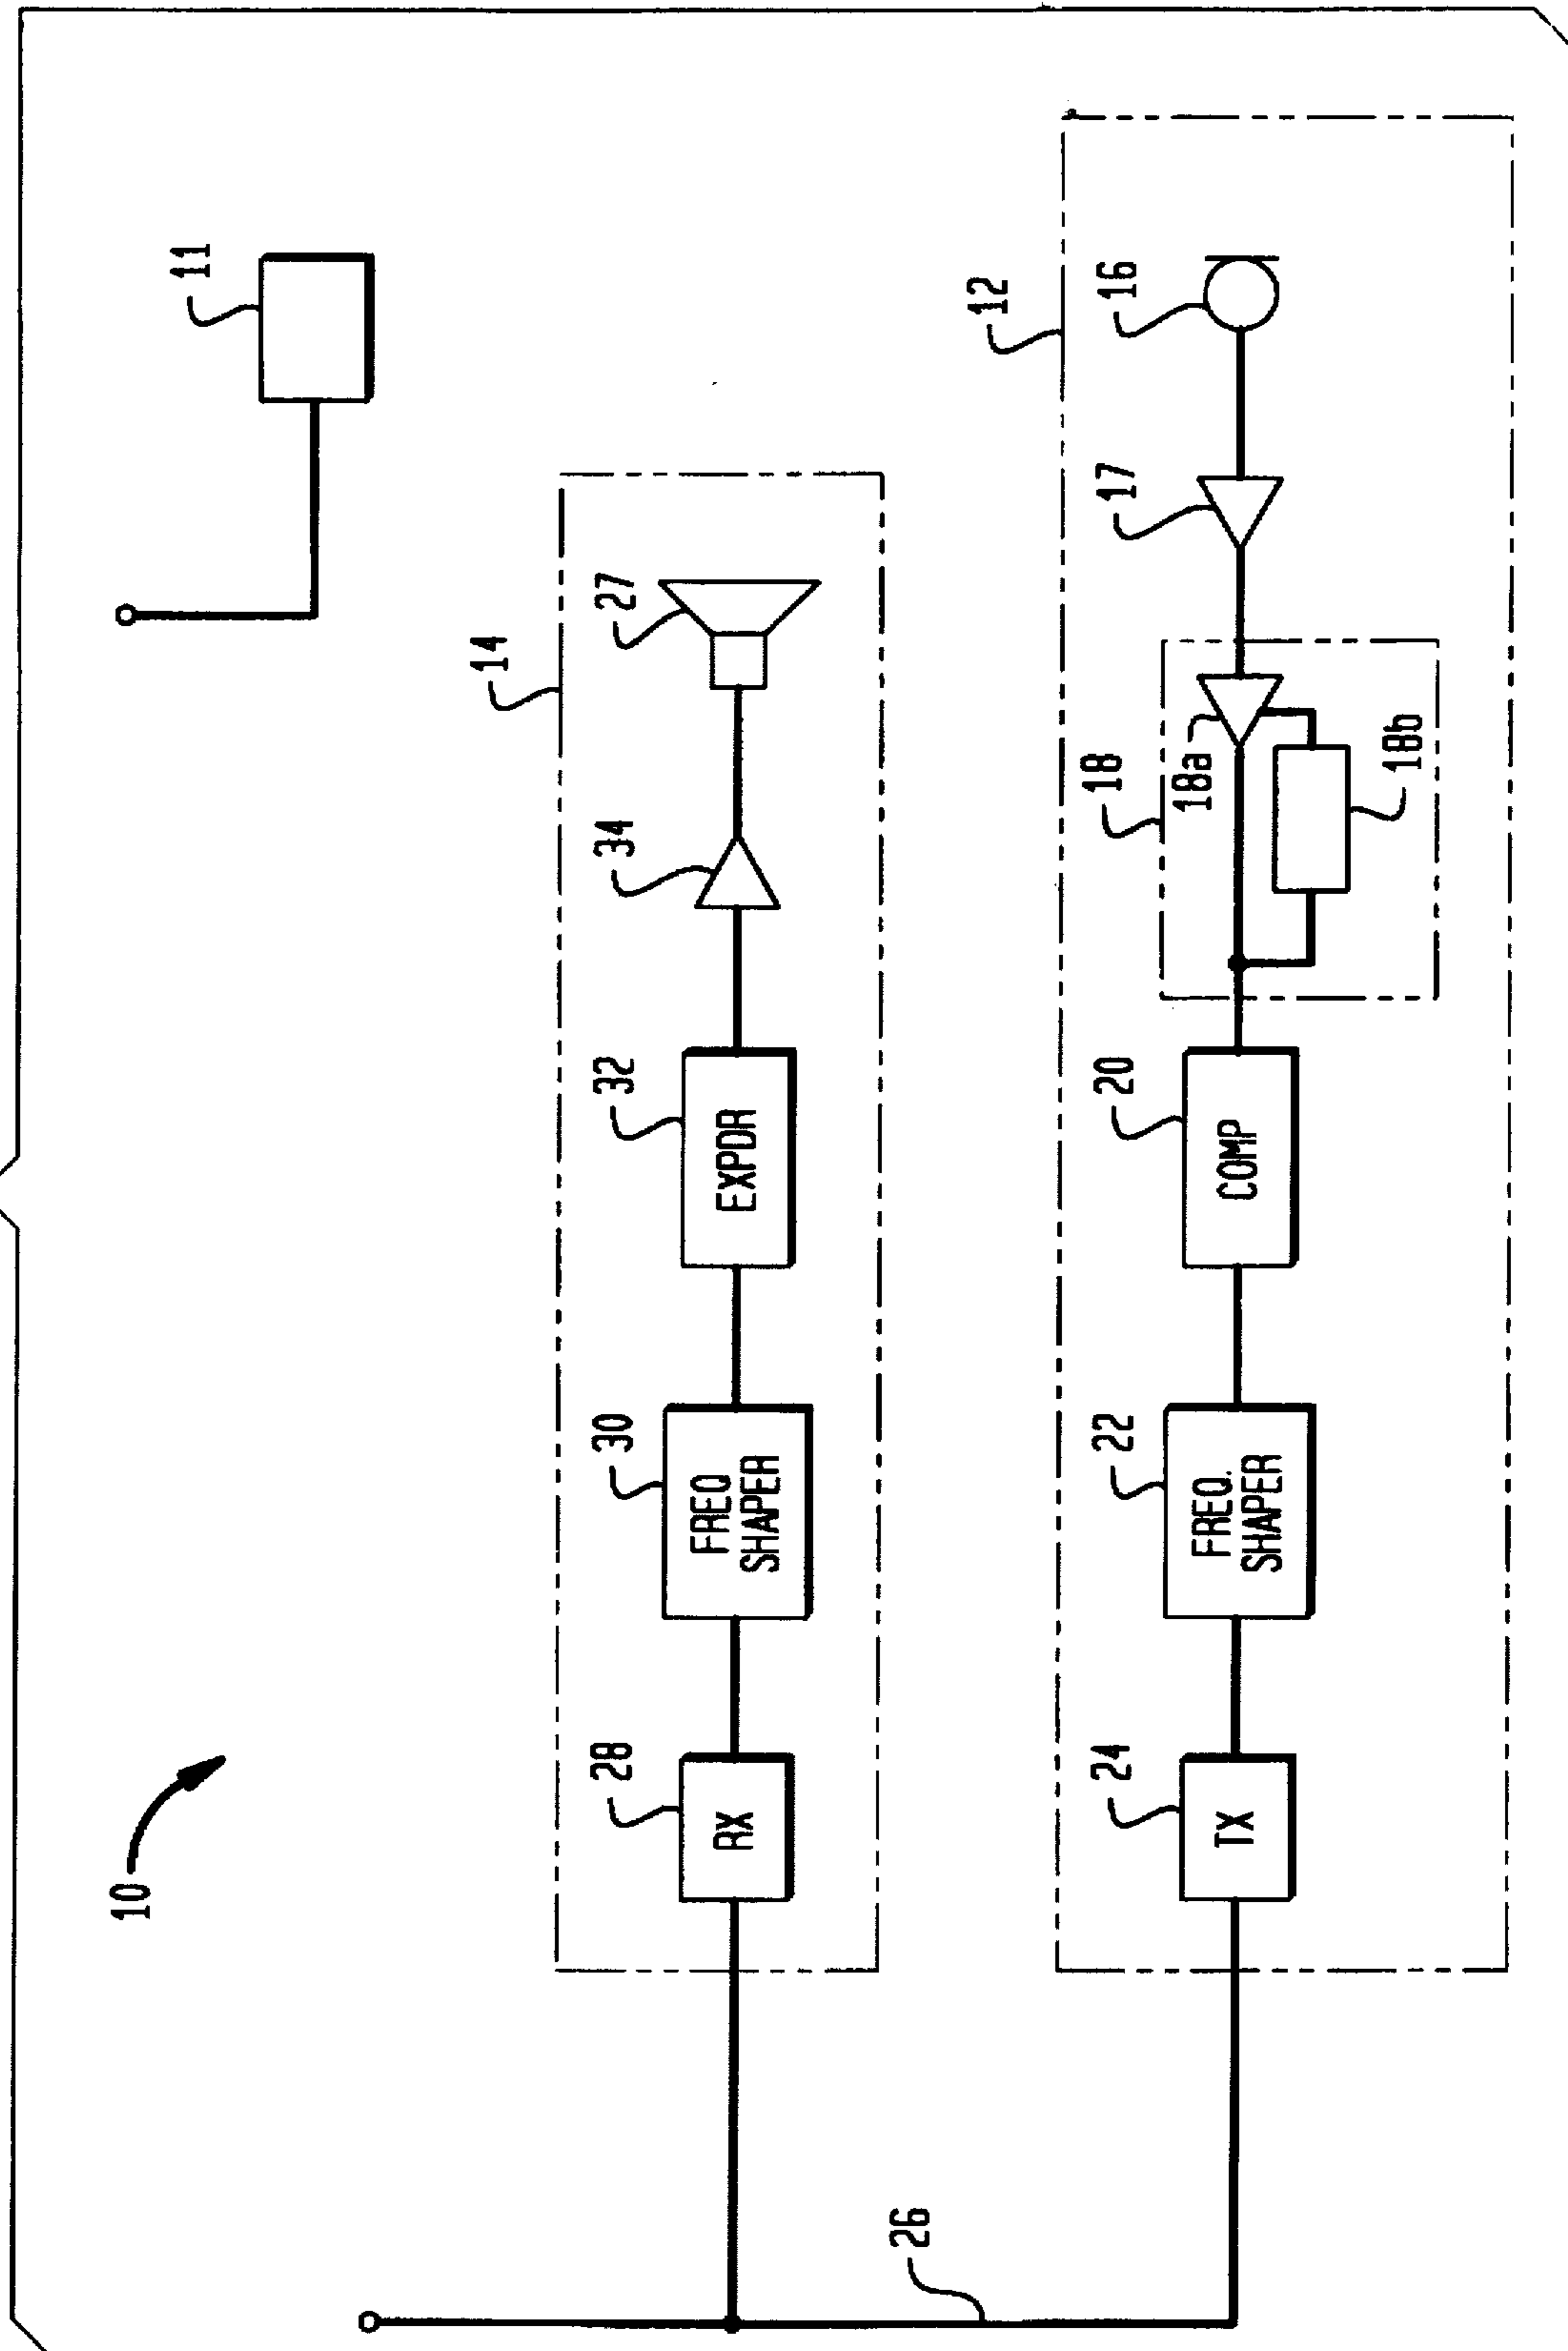 10
11
14
28
RX
30
FREQ
SHAPER
32
EXPDR
34
27
12
24
TX
22
FREQ.
SHAPER
20
COMP
18
18a
18b
17
16
26